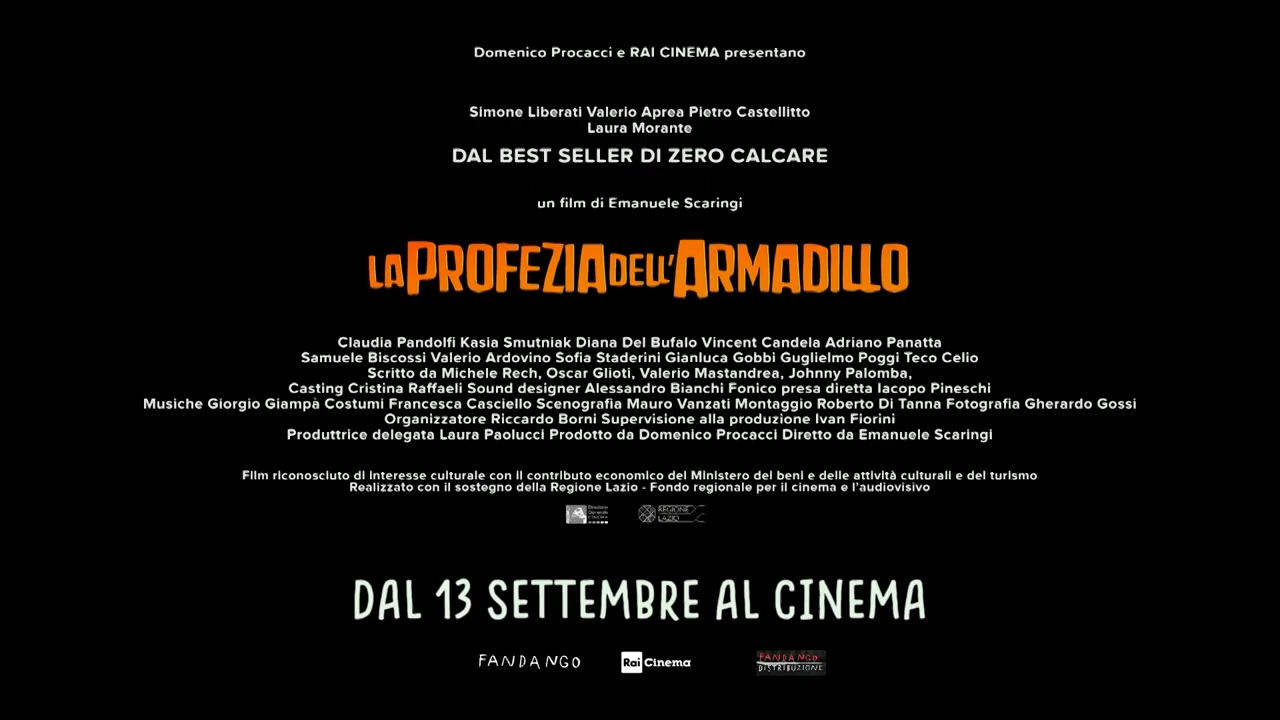 Domenico Procacci e RAI CINEMA presentano
Simone Liberati Valerio Aprea Pietro Castellitto
Laura Morante
DAL BEST SELLER DI ZERO CALCARE
un film di Emanuele Scaringi
LA PROFEZIA DELL'ARMADILLO
Claudia Pandolfi Kasia Smutniak Diana Del Bufalo Vincent Candela Adriano Panatta
Samuele Biscossi Valerio Ardovino Sofia Staderini Gianluca Gobbi Guglielmo Poggi Teco Celio
Scritto da Michele Rech, Oscar Glioti, Valerio Mastandrea, Johnny Palomba,
Casting Cristina Raffaeli Sound designer Alessandro Bianchi Fonico presa diretta Iacopo Pineschi
Musiche Giorgio Giampà Costumi Francesca Casciello Scenografia Mauro Vanzati Montaggio Roberto Di Tanna Fotografia Gherardo Gossi
Organizzatore Riccardo Borni Supervisione alla produzione Ivan Fiorini
Produttrice delegata Laura Paolucci Prodotto da Domenico Procacci Diretto da Emanuele Scaringi
Film riconosciuto di interesse culturale con il contributo economico del Ministero dei beni e delle attività culturali e del turismo
Realizzato con il sostegno della Regione Lazio - Fondo regionale per il cinema e l'audiovisivo
Direzione
Generale
CINEMA
REGIONE
LAZIO
DAL 13 SETTEMBRE AL CINEMA
FANDANGO
Rai Cinema
FANDANGO
DISTRIBUZIONE